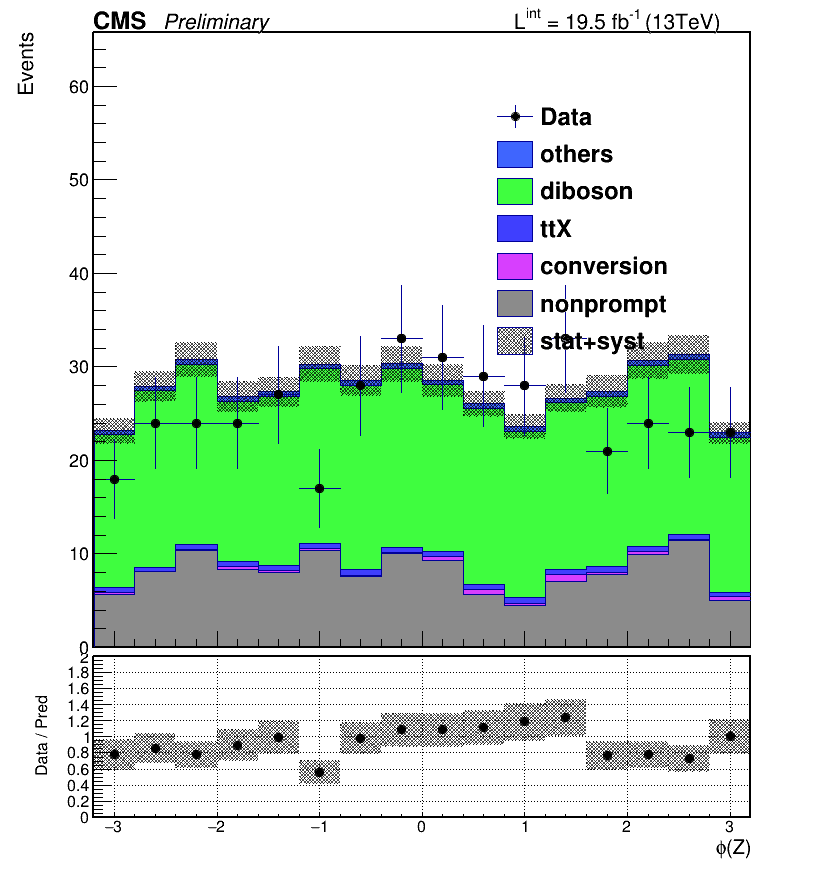 CMS Preliminary L^int = 19.5 fb^-1 (13TeV)
Events
60
50
40
30
20
10
0
Data
others
diboson
ttX
conversion
nonprompt
stat+syst
Data / Pred
2
1.8
1.6
1.4
1.2
1
0.8
0.6
0.4
0.2
0
−3 −2 −1 0 1 2 3
ϕ(Z)